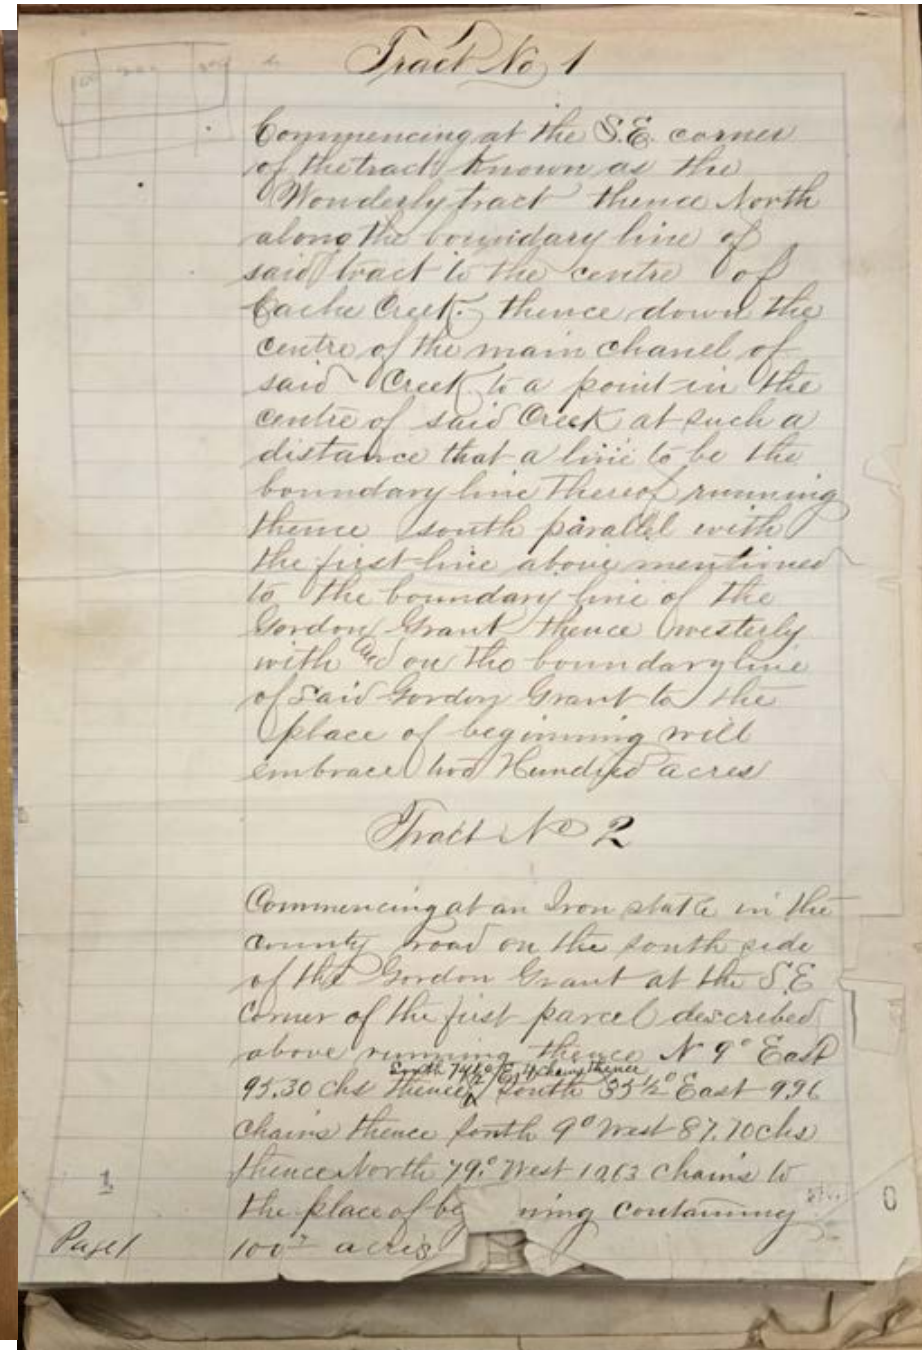 Tract No 1
Commencing at the S.E. corner
of the tract Known as the
Wonderly tract thence North
along the boundary line of
said tract to the centre of
Cache Creek. thence down the
centre of the main chanel of
said Creek to a point in the
centre of said Creek at such a
distance that a line to be the
boundary line thereof running
thence south parallel with
the first line above mentioned
to the boundary line of the
Gordon Grant thence westerly
with and on the boundary line
of said Gordon Grant to the
place of beginning will
embrace two Hundred acres
Tract No 2
Commencing at an Iron stake in the
county road on the south side
of the Gordon Grant at the S.E
Corner of the first parcel described
above running thence N 9° East
South 74½° E. 4 chains thence
95.30 chs thence South 35½° East 9.96
chains thence South 9° West 87.70 chs
thence North 79° West 10.63 chains to
the place of be ning containing
1
Page 1
100 acres